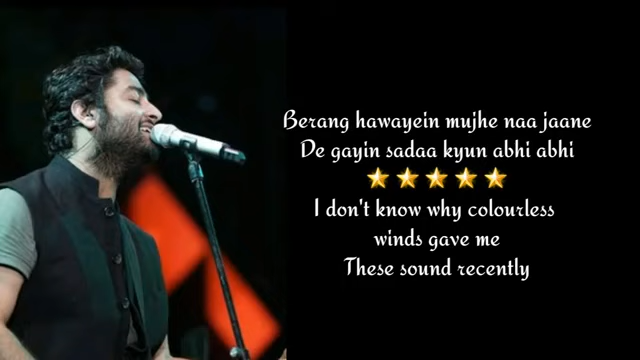 Berang hawayein mujhe naa jaane
De gayin sadaa kyun abhi abhi
I don't know why colourless
winds gave me
These sound recently